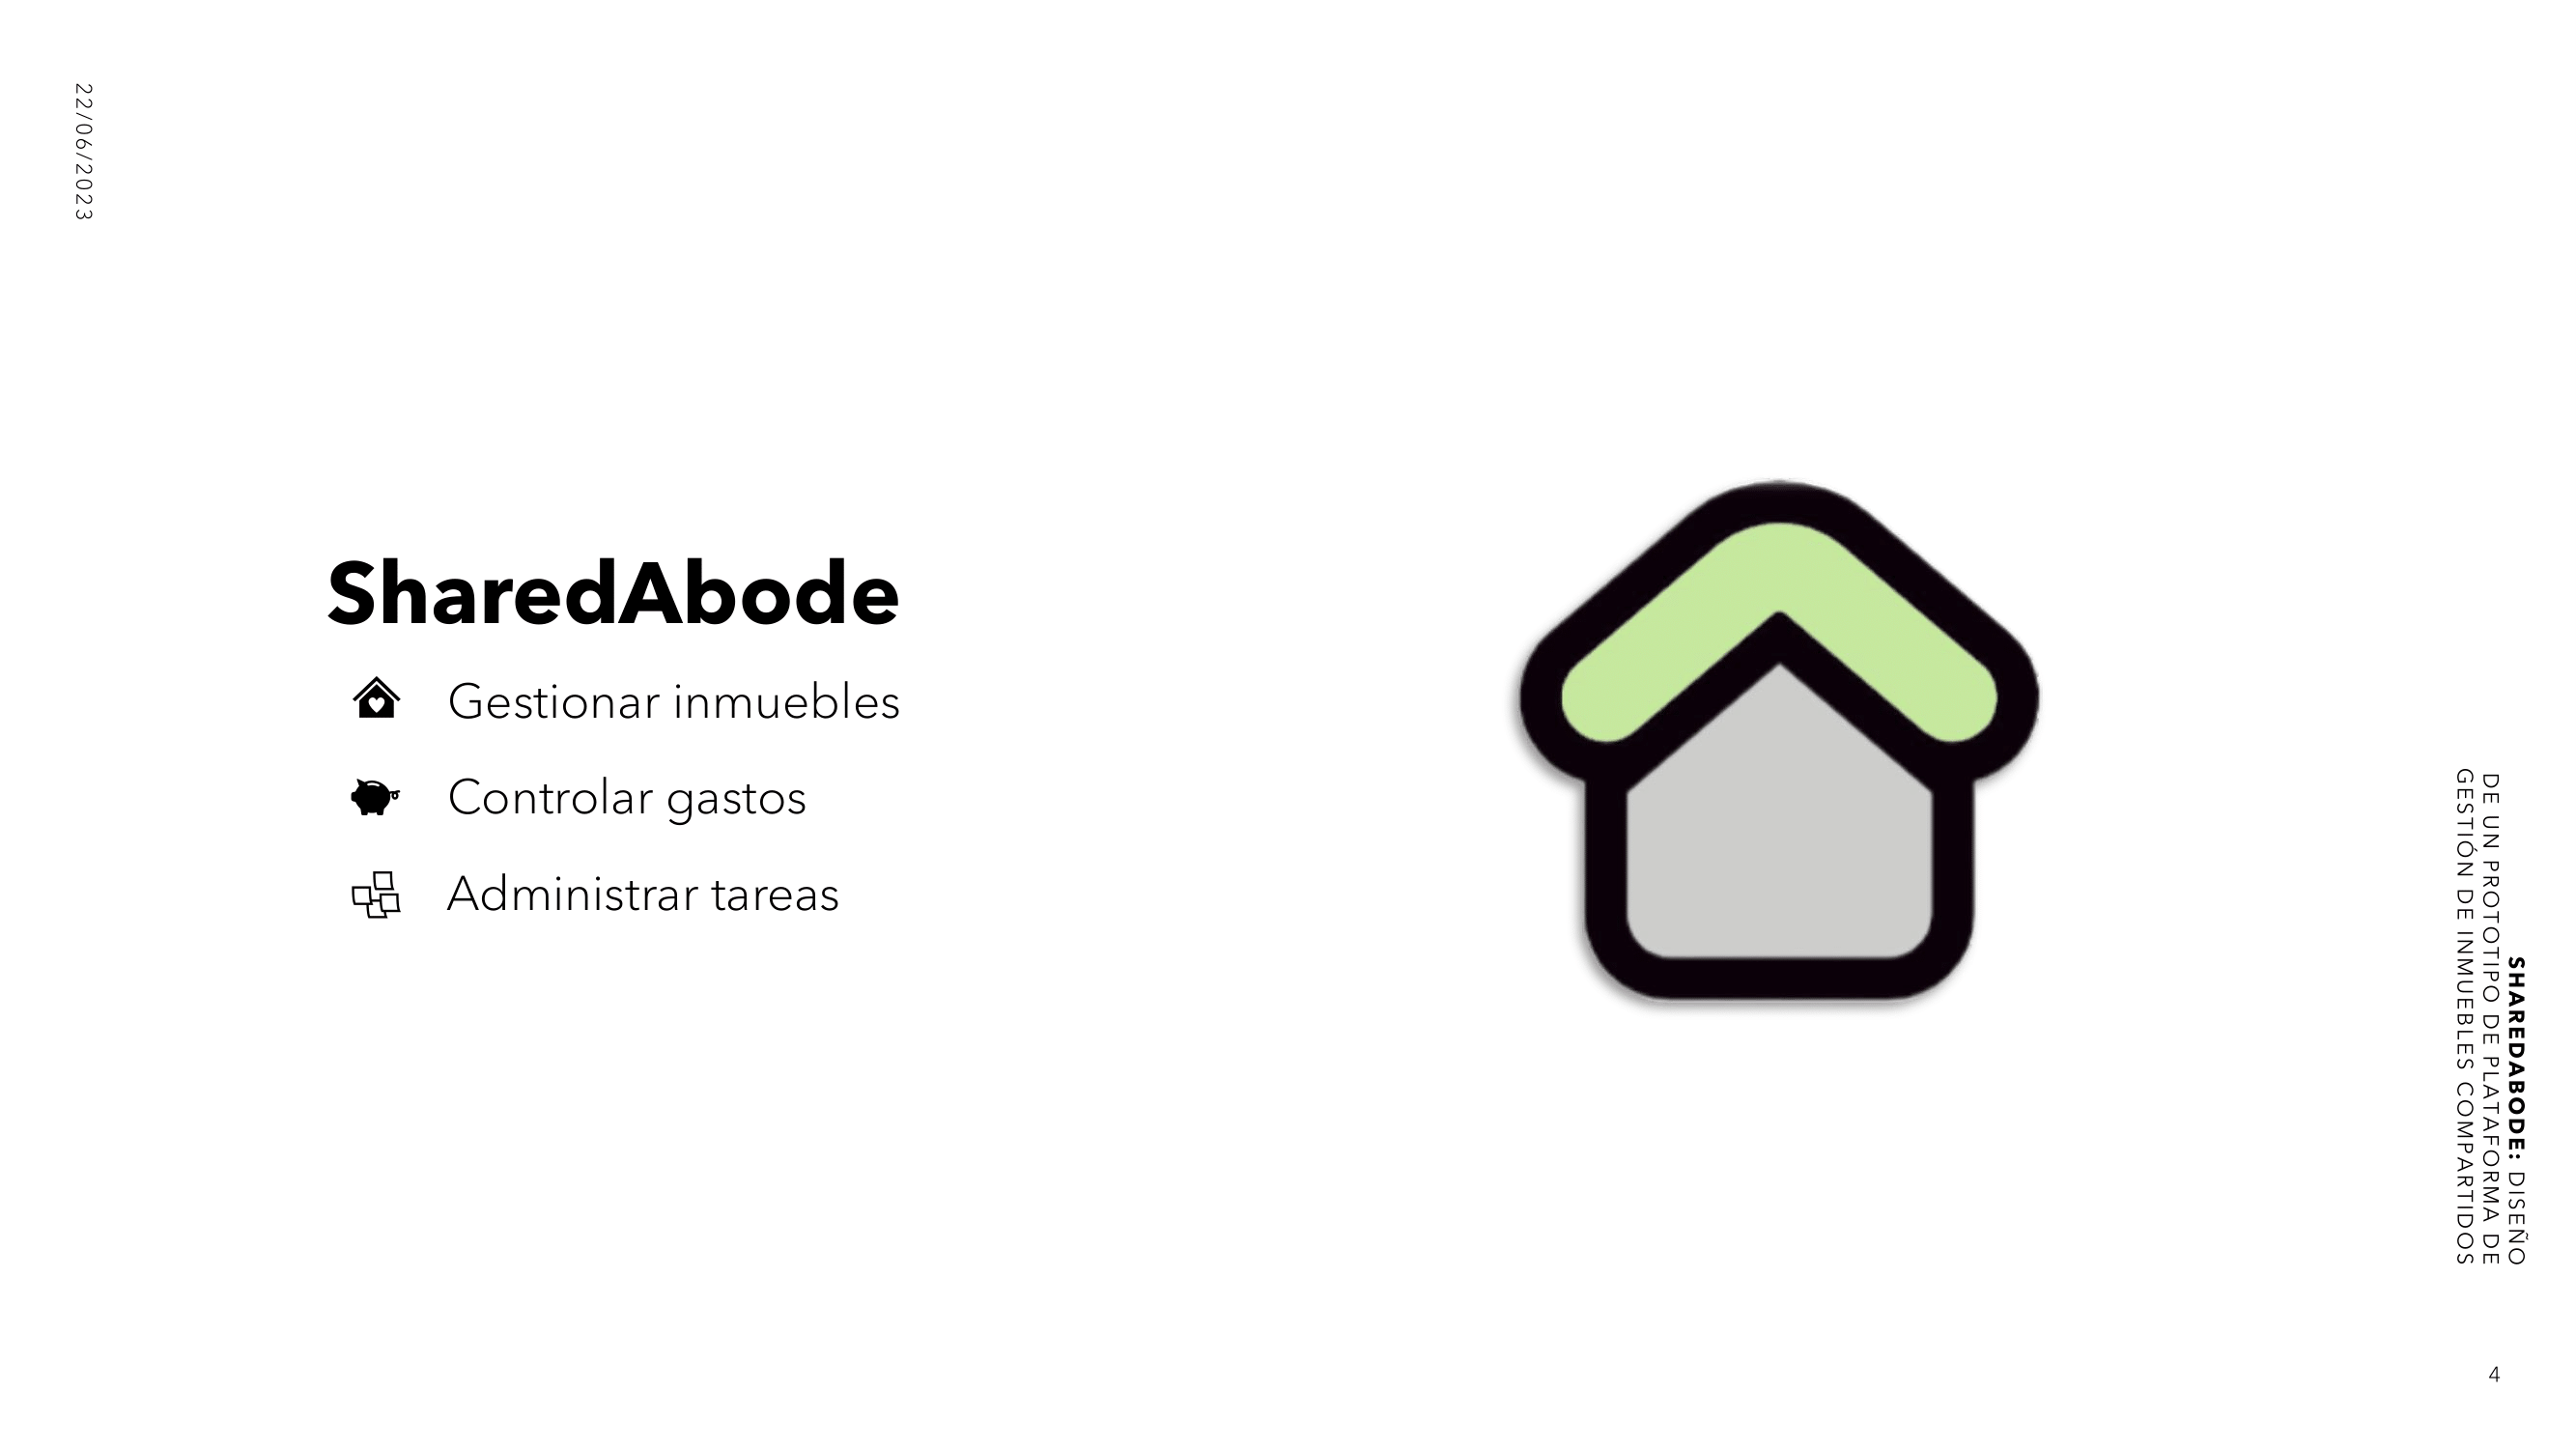 22/06/2023
SharedAbode
Gestionar inmuebles
Controlar gastos
Administrar tareas
SHAREDABODE: DISEÑO
DE UN PROTOTIPO DE PLATAFORMA DE
GESTIÓN DE INMUEBLES COMPARTIDOS
4